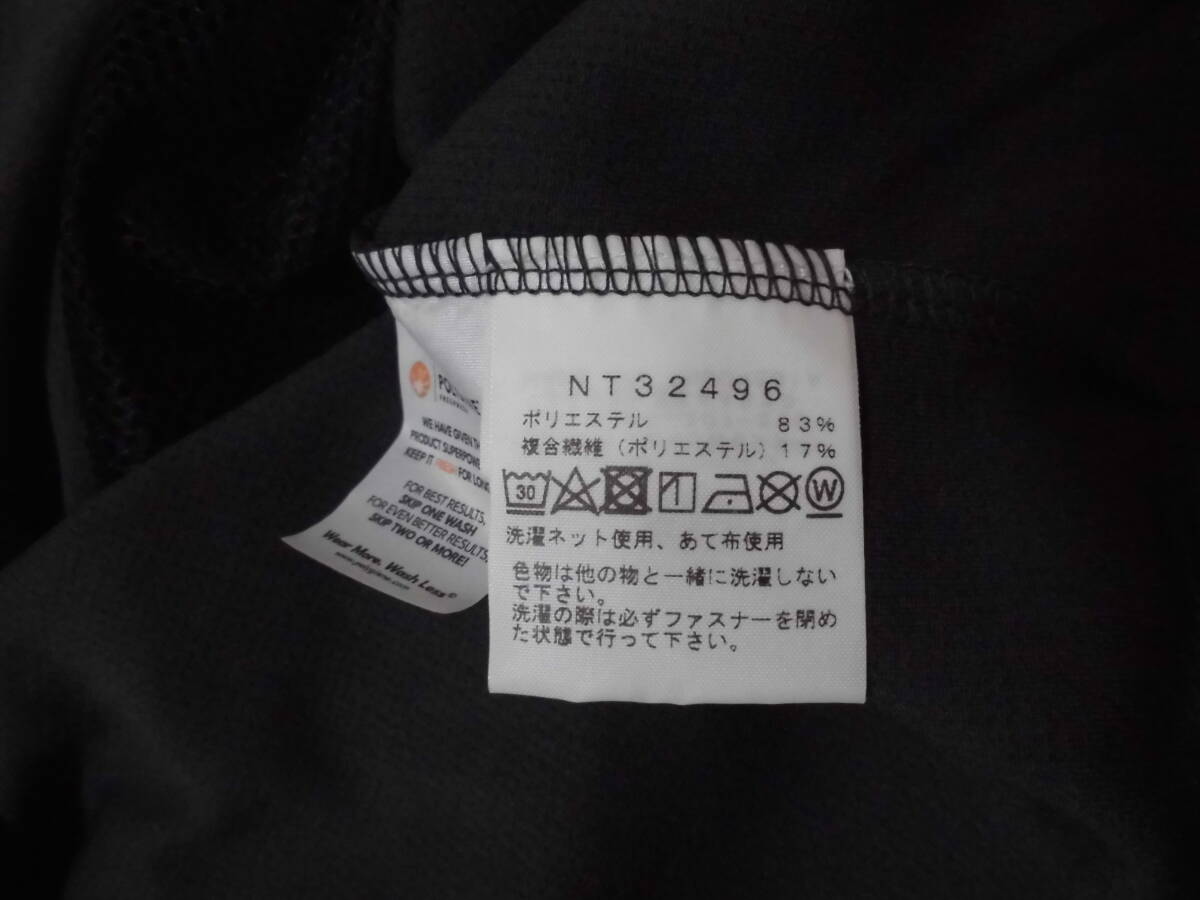 NT32496
ポリエステル 83%
複合繊維(ポリエステル)17%
30 W
洗濯ネット使用、あて布使用
色物は他の物と一緒に洗濯しない
で下さい。
洗濯の際は必ずファスナーを閉め
た状態で行って下さい。
WE HAVE GIVEN
PRODUCT
KEEP IT FRESH FOR
FOR BEST RESULTS,
SKIP ONE WASH
FOR EVEN BETTER RESULTS,
SKIP TWO OR MORE!
Wear More. Wash Less®
www.polygiene.com